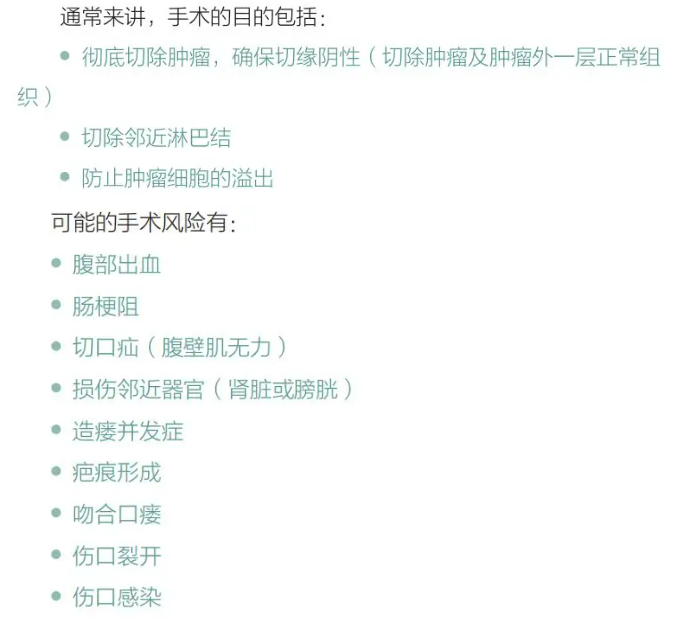 通常来讲，手术的目的包括：
● 彻底切除肿瘤，确保切缘阴性（切除肿瘤及肿瘤外一层正常组
织）
● 切除邻近淋巴结
● 防止肿瘤细胞的溢出
可能的手术风险有：
● 腹部出血
● 肠梗阻
● 切口疝（腹壁肌无力）
● 损伤邻近器官（肾脏或膀胱）
● 造瘘并发症
● 疤痕形成
● 吻合口瘘
● 伤口裂开
● 伤口感染